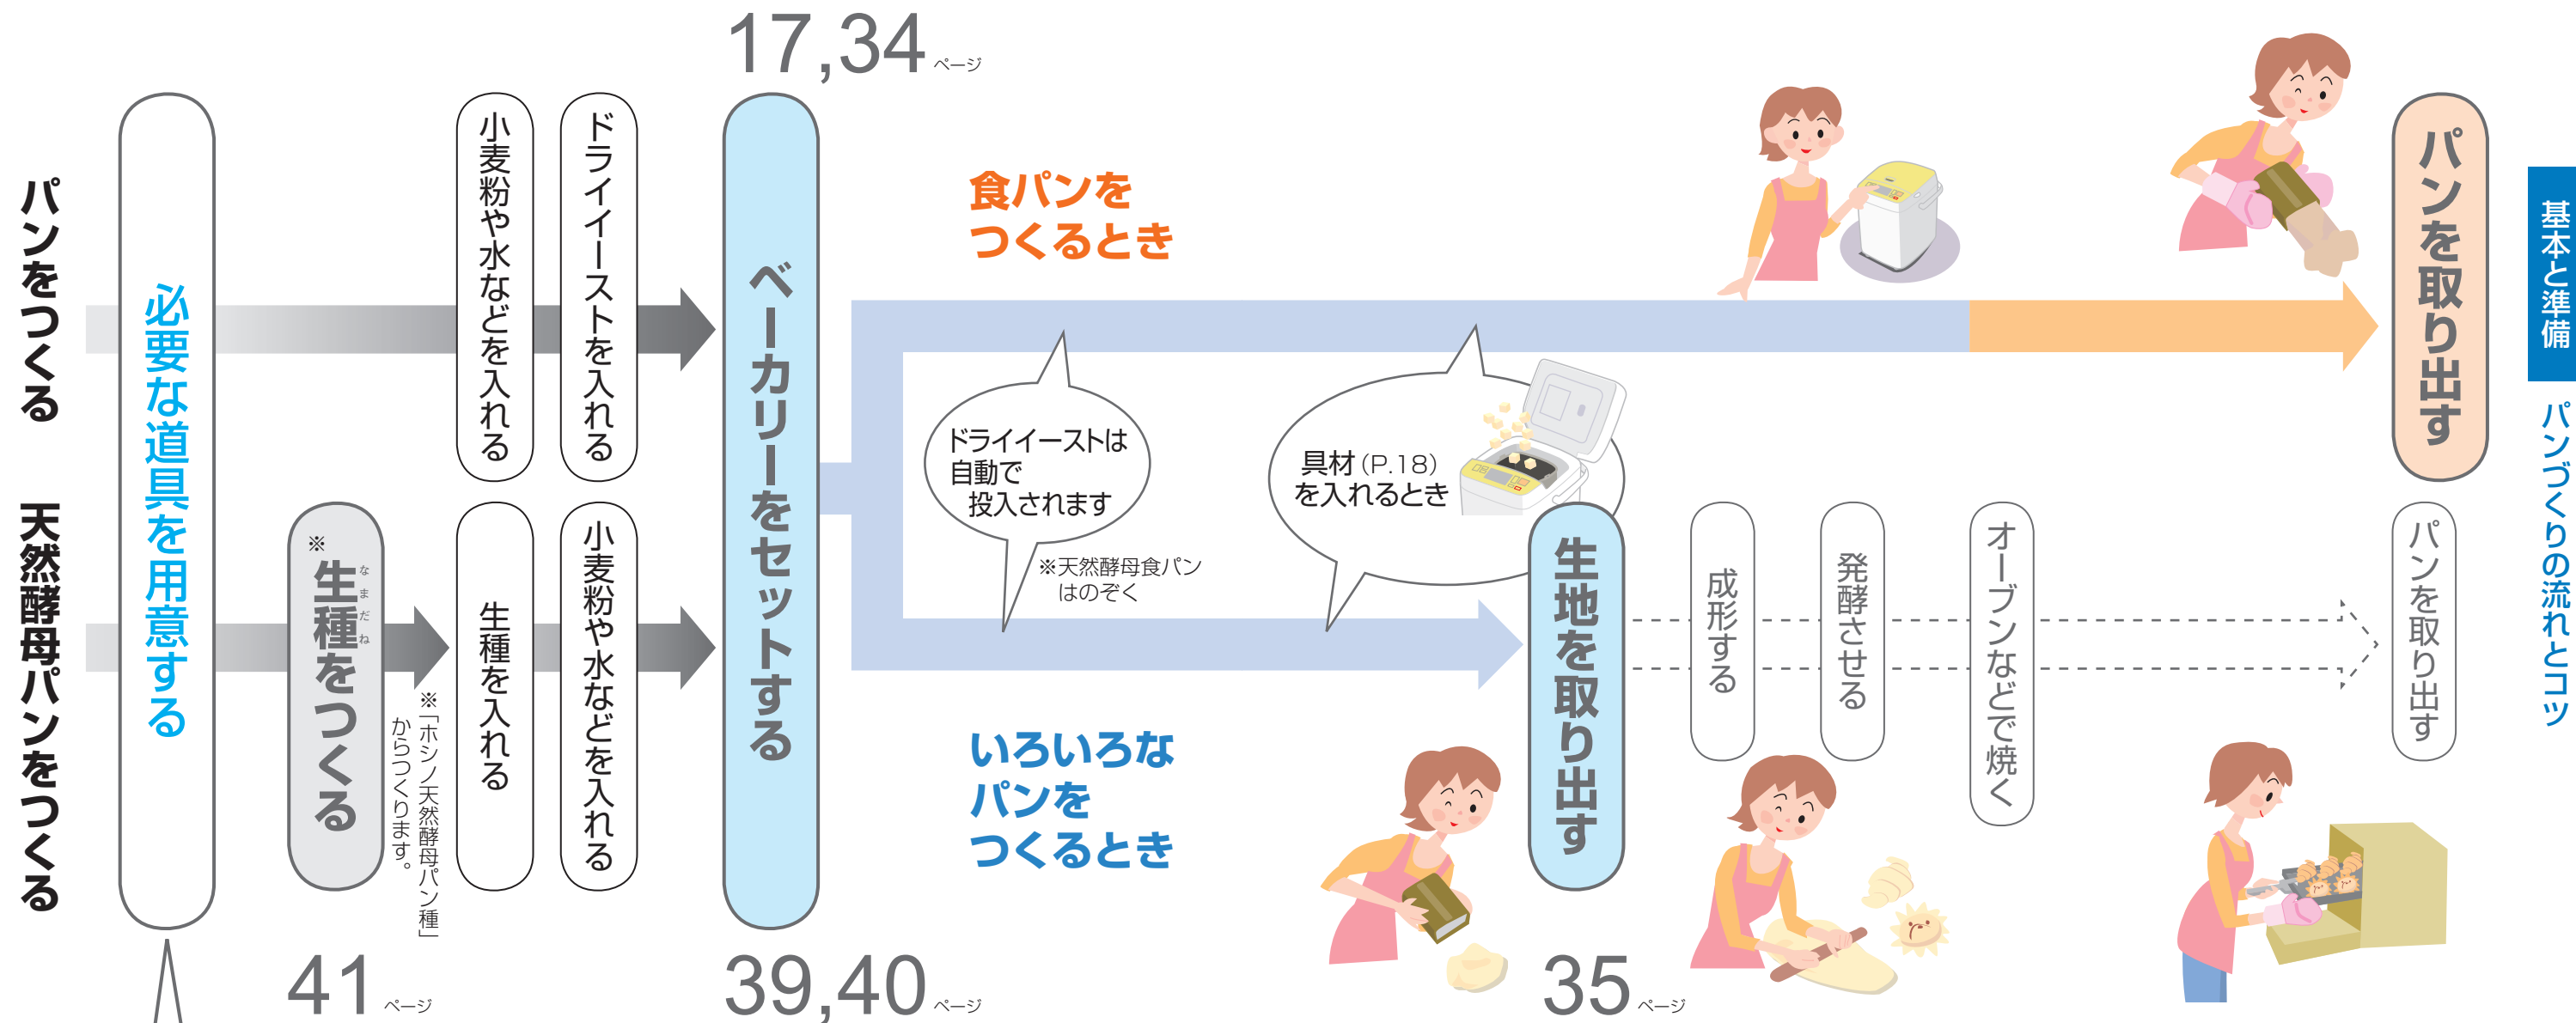 17,34ページ
パンをつくる
天然酵母パンをつくる
必要な道具を用意する
小麦粉や水などを入れる
ドライイーストを入れる
※生種をつくる
なまだね
※「ホシノ天然酵母パン種」
からつくります。
生種を入れる
小麦粉や水などを入れる
41ページ
ベーカリーをセットする
39,40ページ
食パンを
つくるとき
ドライイーストは
自動で
投入されます
※天然酵母食パン
はのぞく
具材(P.18)
を入れるとき
パンを取り出す
いろいろな
パンを
つくるとき
生地を取り出す
35ページ
成形する
発酵させる
オーブンなどで焼く
パンを取り出す
基本と準備
パンづくりの流れとコツ